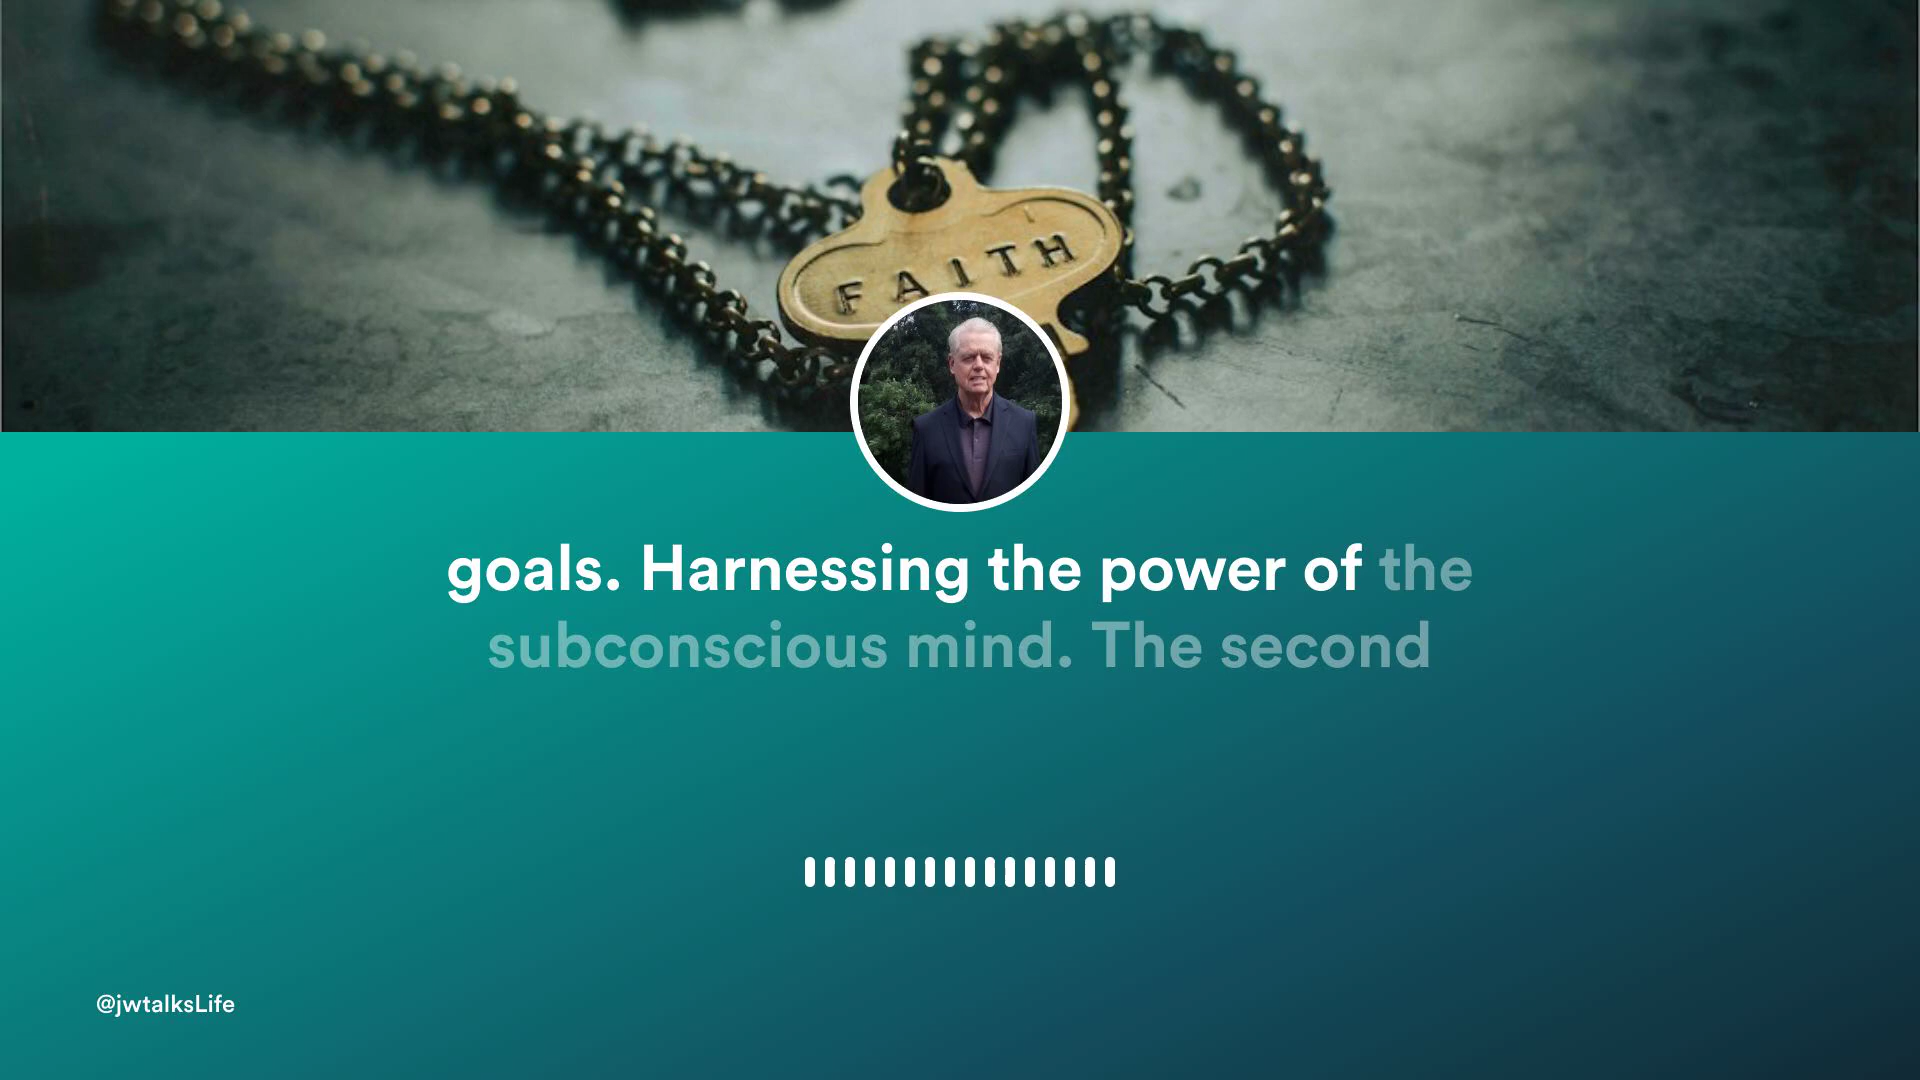 FAITH
goals. Harnessing the power of the
subconscious mind. The second
@jwtalksLife